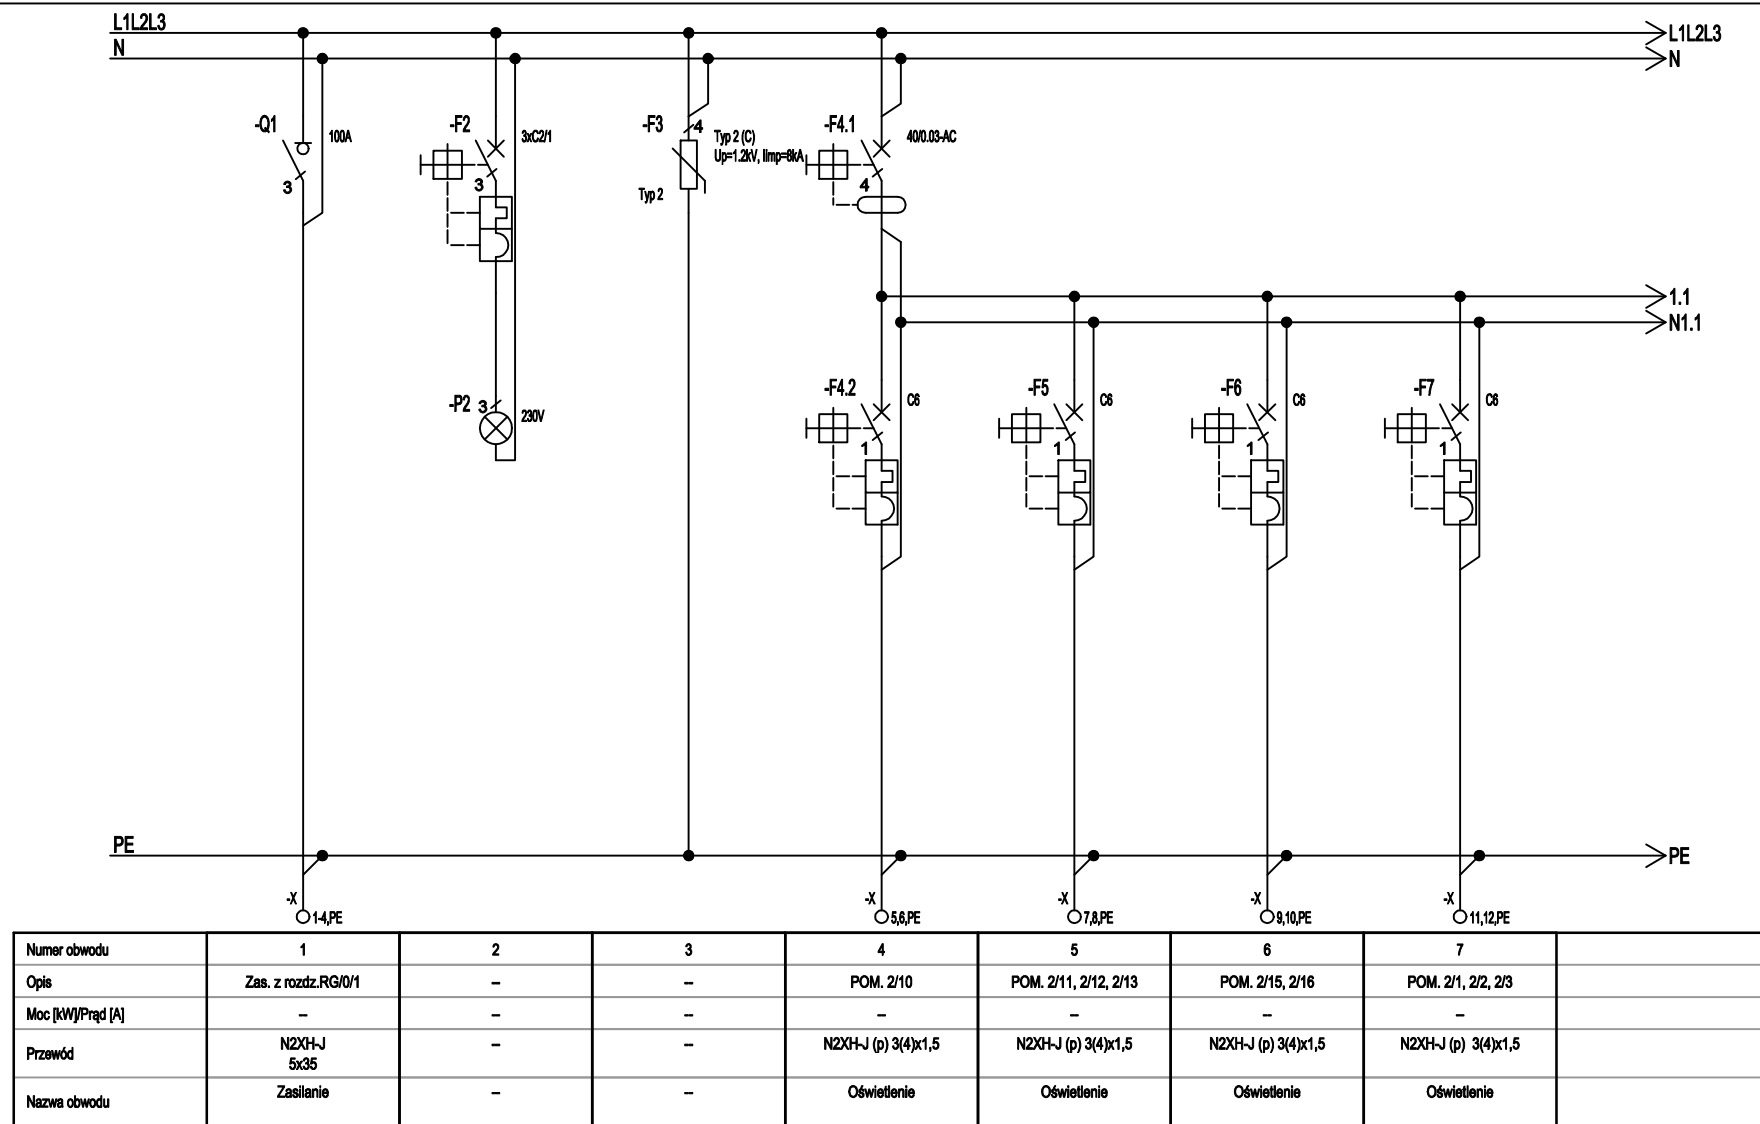 L1L2L3
L1L2L3
N
N
-Q1
100A
3
-F2
3xC2/1
3
-F3
4
Typ 2 (C)
Up=1.2kV, Iimp=8kA
Typ 2
-F4.1
40/0.03-AC
4
1.1
N1.1
-P2
3
230V
-F4.2
C6
1
-F5
C6
1
-F6
C6
1
-F7
C6
1
PE
PE
-X
1-4,PE
-X
5,6,PE
-X
7,8,PE
-X
9,10,PE
-X
11,12,PE
Numer obwodu 1 2 3 4 5 6 7
Opis Zas. z rozdz.RG/0/1 – – POM. 2/10 POM. 2/11, 2/12, 2/13 POM. 2/15, 2/16 POM. 2/1, 2/2, 2/3
Moc [kW]/Prąd [A] – – – – – – –
Przewód N2XH-J – – N2XH-J (p) 3(4)x1,5 N2XH-J (p) 3(4)x1,5 N2XH-J (p) 3(4)x1,5 N2XH-J (p) 3(4)x1,5
5x35
Nazwa obwodu Zasilanie – – Oświetlenie Oświetlenie Oświetlenie Oświetlenie